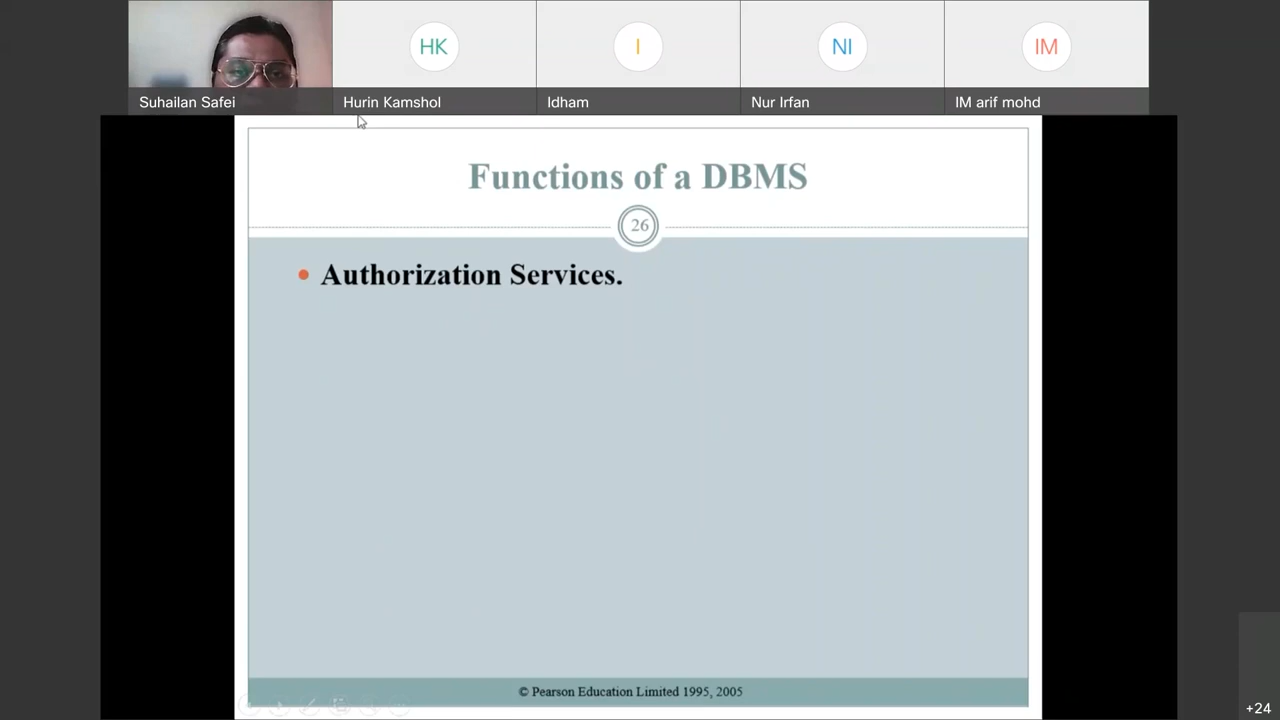 HK
I
NI
IM
Suhailan Safei
Hurin Kamshol
Idham
Nur Irfan
IM arif mohd
Functions of a DBMS
26
• Authorization Services.
© Pearson Education Limited 1995, 2005
+24